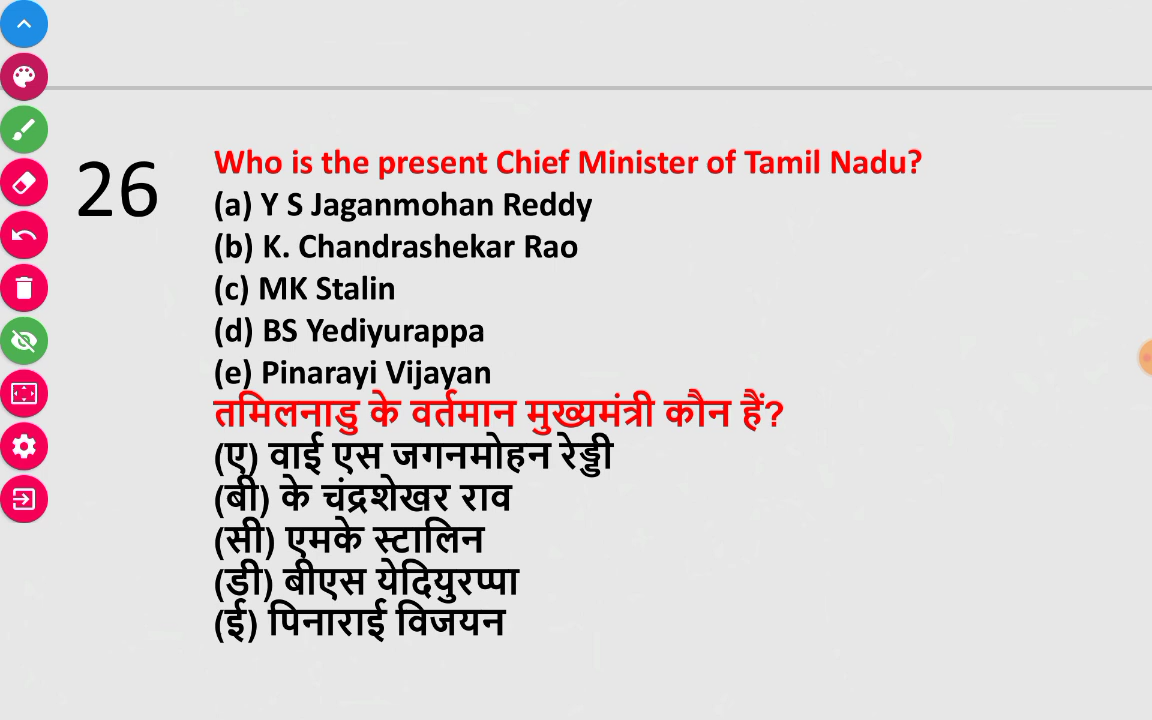 26
Who is the present Chief Minister of Tamil Nadu?
(a) Y S Jaganmohan Reddy
(b) K. Chandrashekar Rao
(c) MK Stalin
(d) BS Yediyurappa
(e) Pinarayi Vijayan
तमिलनाडु के वर्तमान मुख्यमंत्री कौन हैं?
(ए) वाई एस जगनमोहन रेड्डी
(बी) के चंद्रशेखर राव
(सी) एमके स्टालिन
(डी) बीएस येदियुरप्पा
(ई) पिनाराई विजयन